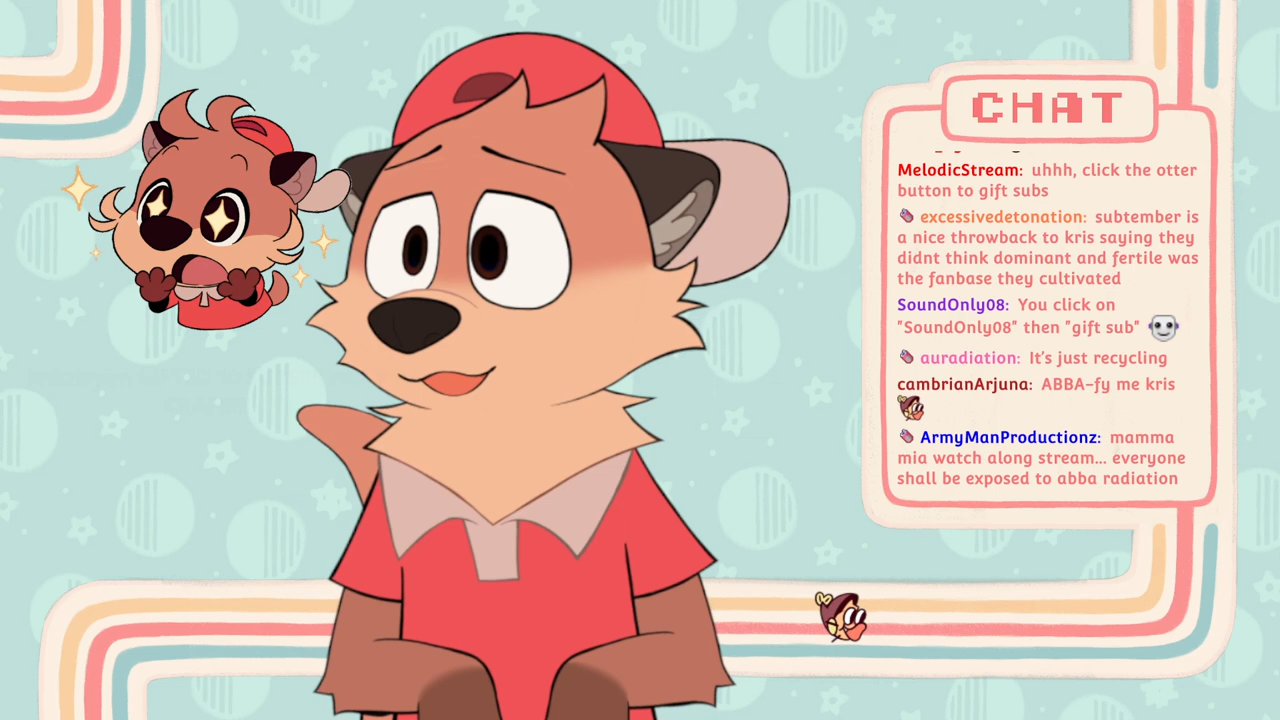 CHAT
MelodicStream: uhhh, click the otter
button to gift subs
excessivedetonation: subtember is
a nice throwback to kris saying they
didnt think dominant and fertile was
the fanbase they cultivated
SoundOnly08: You click on
"SoundOnly08" then "gift sub"
auradiation: It's just recycling
cambrianArjuna: ABBA-fy me kris
ArmyManProductionz: mamma
mia watch along stream... everyone
shall be exposed to abba radiation